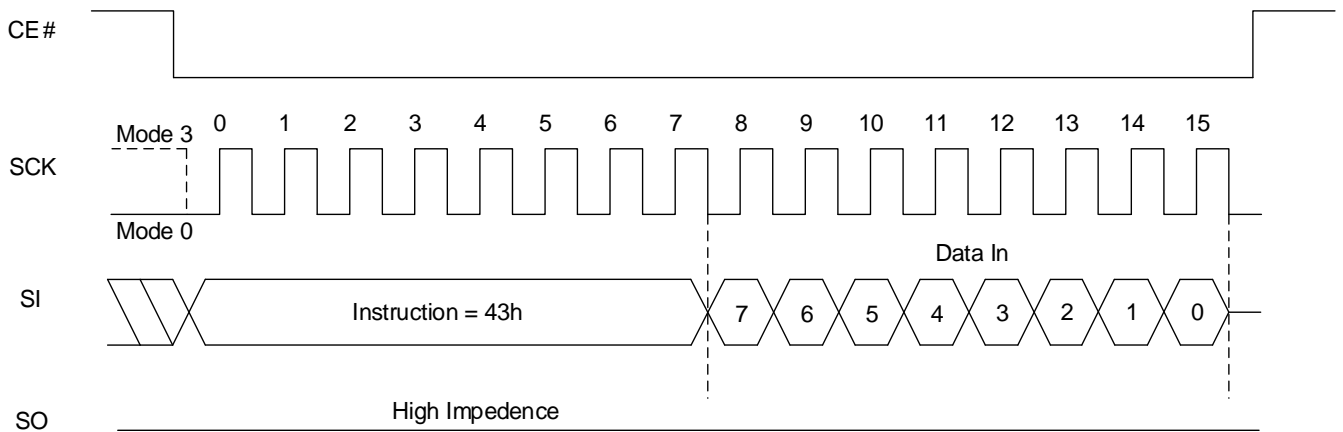 CE#
Mode 3
0 1 2 3 4 5 6 7 8 9 10 11 12 13 14 15
SCK
Mode 0
Data In
SI
Instruction = 43h
7 6 5 4 3 2 1 0
High Impedence
SO